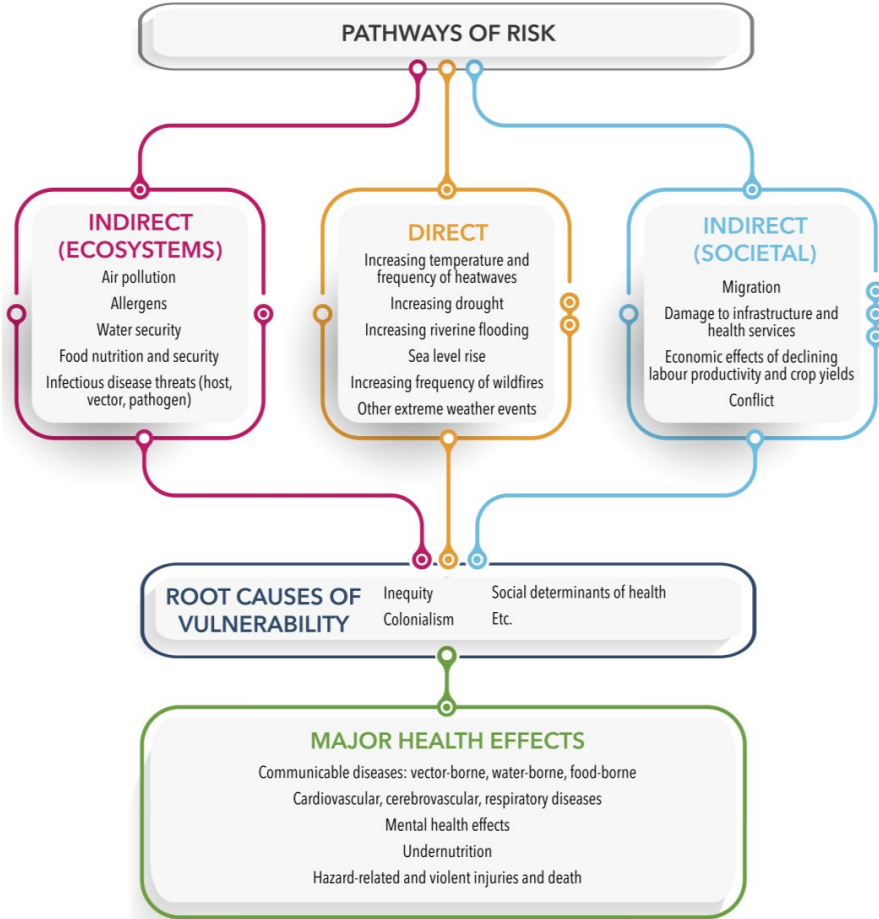 PATHWAYS OF RISK
INDIRECT
(ECOSYSTEMS)
Air pollution
Allergens
Water security
Food nutrition and security
Infectious disease threats (host,
vector, pathogen)
DIRECT
Increasing temperature and
frequency of heatwaves
Increasing drought
Increasing riverine flooding
Sea level rise
Increasing frequency of wildfires
Other extreme weather events
INDIRECT
(SOCIETAL)
Migration
Damage to infrastructure and
health services
Economic effects of declining
labour productivity and crop yields
Conflict
ROOT CAUSES OF
VULNERABILITY
Inequity
Colonialism
Social determinants of health
Etc.
MAJOR HEALTH EFFECTS
Communicable diseases: vector-borne, water-borne, food-borne
Cardiovascular, cerebrovascular, respiratory diseases
Mental health effects
Undernutrition
Hazard-related and violent injuries and death